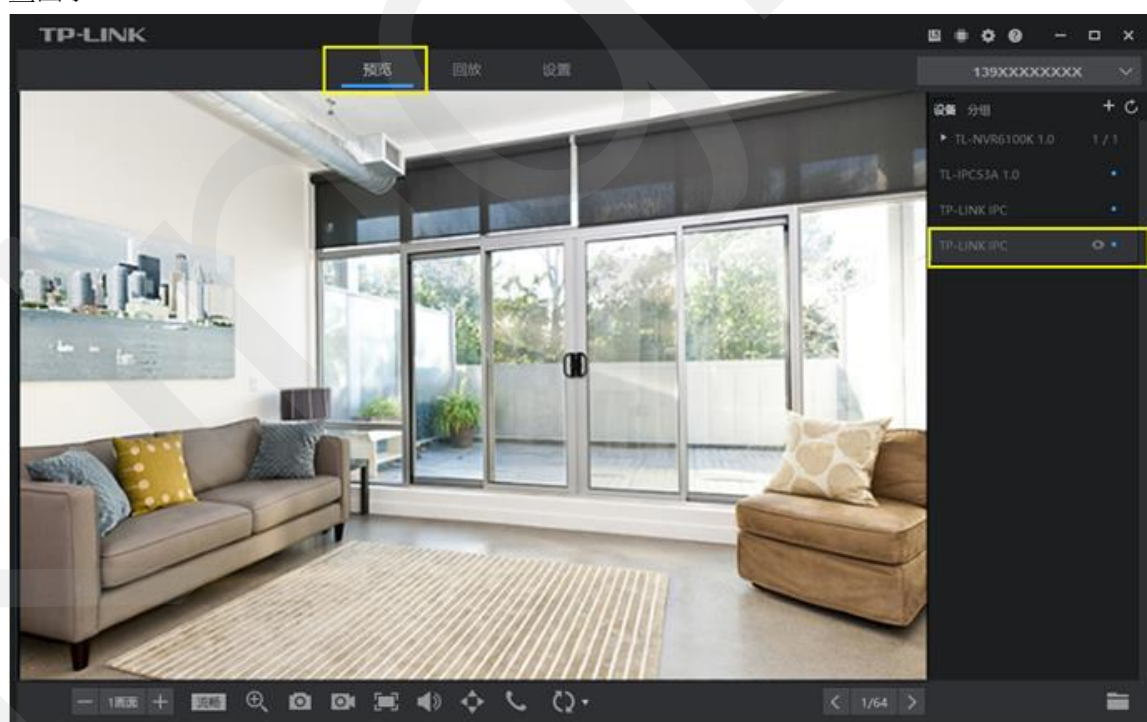 TP-LINK
预览 回放 设置
139XXXXXXXX
设备 分组
TL-NVR6100K 1.0 1 / 1
TL-IPC53A 1.0
TP-LINK IPC
TP-LINK IPC
1画面 流畅 1/64